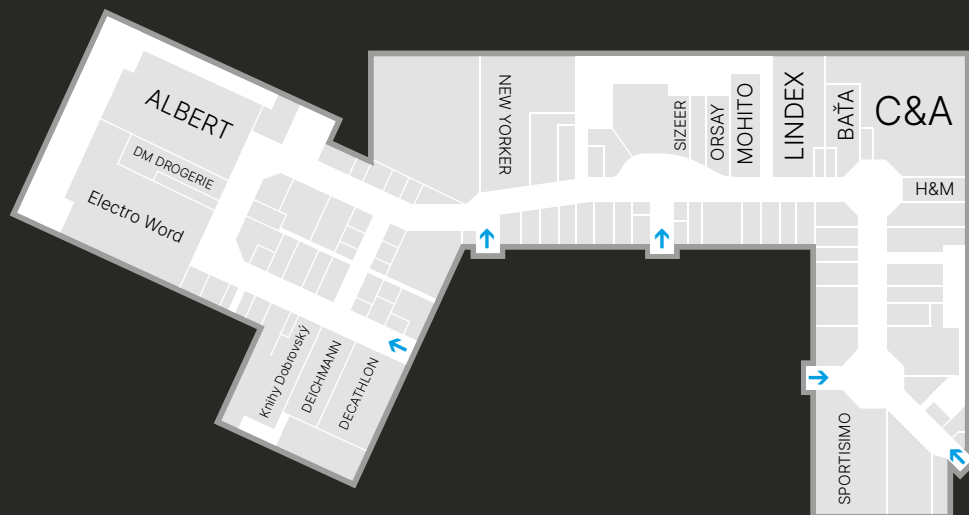 ALBERT
DM DROGERIE
Electro Word
Knihy Dobrovský
DEICHMANN
DECATHLON
NEW YORKER
SIZEER
ORSAY
MOHITO
LINDEX
BAŤA
C&A
H&M
SPORTISIMO